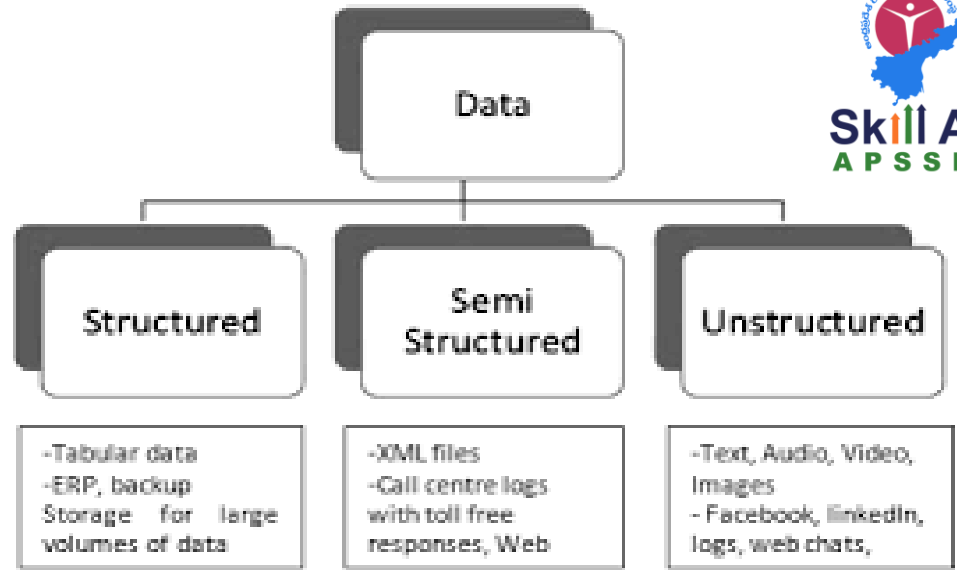 Data
Skill A
APSS
Structured
Semi
Structured
Unstructured
-Tabular data
-ERP, backup
Storage for large
volumes of data
-XML files
-Call centre logs
with toll free
responses, Web
-Text, Audio, Video,
Images
- Facebook, linkedIn,
logs, web chats,